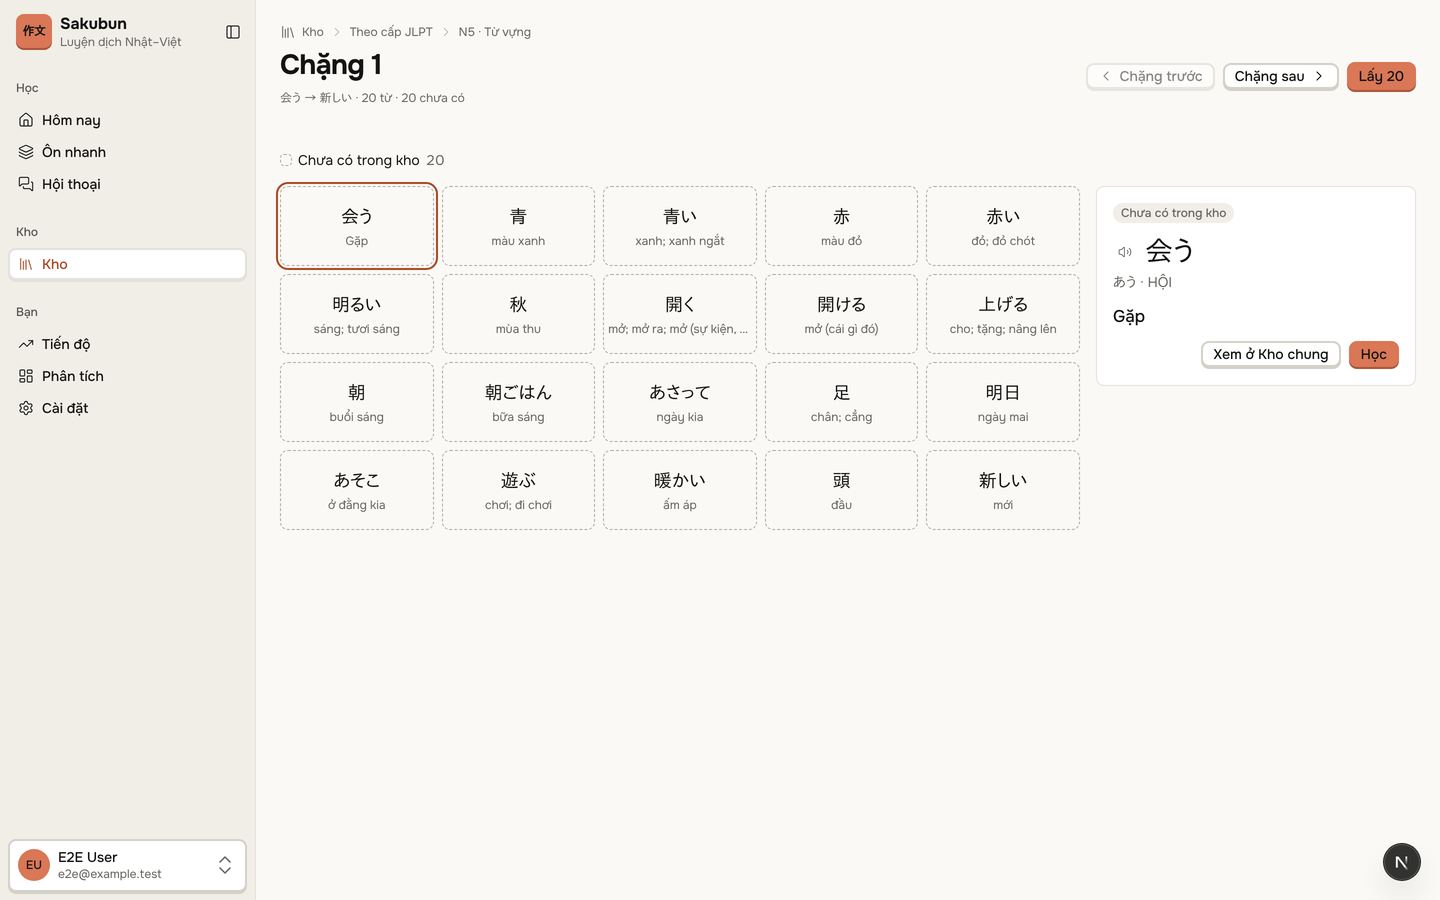 作文
Sakubun
Luyện dịch Nhật–Việt
Học
Hôm nay
Ôn nhanh
Hội thoại
Kho
Kho
Bạn
Tiến độ
Phân tích
Cài đặt
EU
E2E User
e2e@example.test
Kho > Theo cấp JLPT > N5 · Từ vựng
Chặng 1
会う → 新しい · 20 từ · 20 chưa có
Chặng trước
Chặng sau
Lấy 20
Chưa có trong kho 20
会う
Gặp
青
màu xanh
青い
xanh; xanh ngắt
赤
màu đỏ
赤い
đỏ; đỏ chót
明るい
sáng; tươi sáng
秋
mùa thu
開く
mở; mở ra; mở (sự kiện, ...
開ける
mở (cái gì đó)
上げる
cho; tặng; nâng lên
朝
buổi sáng
朝ごはん
bữa sáng
あさって
ngày kia
足
chân; cẳng
明日
ngày mai
あそこ
ở đằng kia
遊ぶ
chơi; đi chơi
暖かい
ấm áp
頭
đầu
新しい
mới
Chưa có trong kho
会う
あう · HỘI
Gặp
Xem ở Kho chung
Học
N